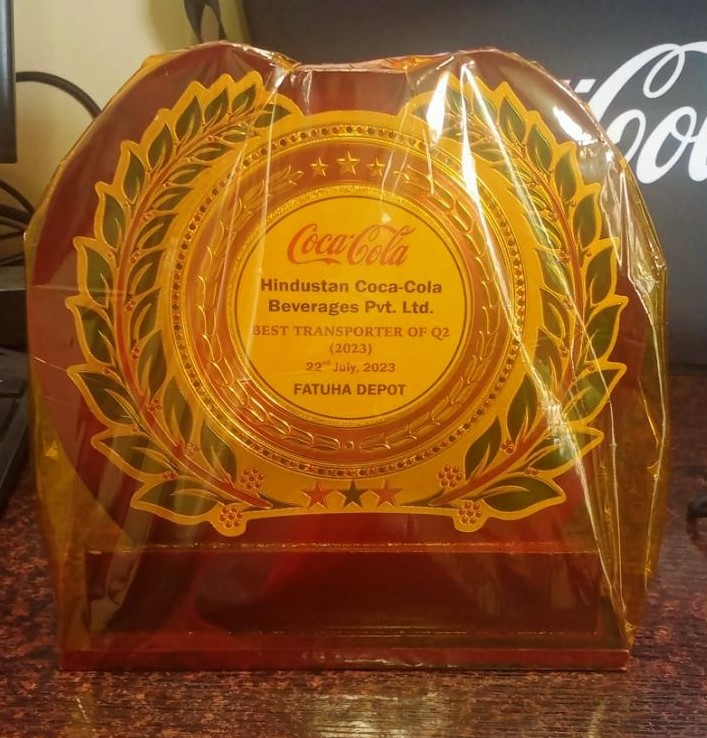 Coca-Cola
Hindustan Coca-Cola
Beverages Pvt. Ltd.
BEST TRANSPORTER OF Q2
(2023)
22nd July, 2023
FATUHA DEPOT